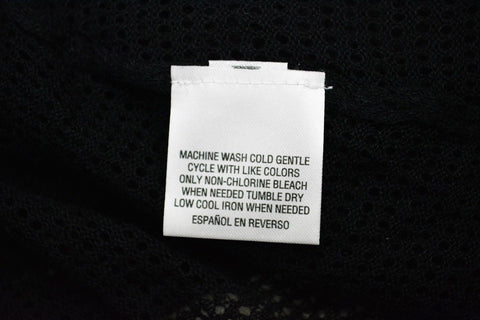 MACHINE WASH COLD GENTLE
CYCLE WITH LIKE COLORS
ONLY NON-CHLORINE BLEACH
WHEN NEEDED TUMBLE DRY
LOW COOL IRON WHEN NEEDED
ESPAÑOL EN REVERSO